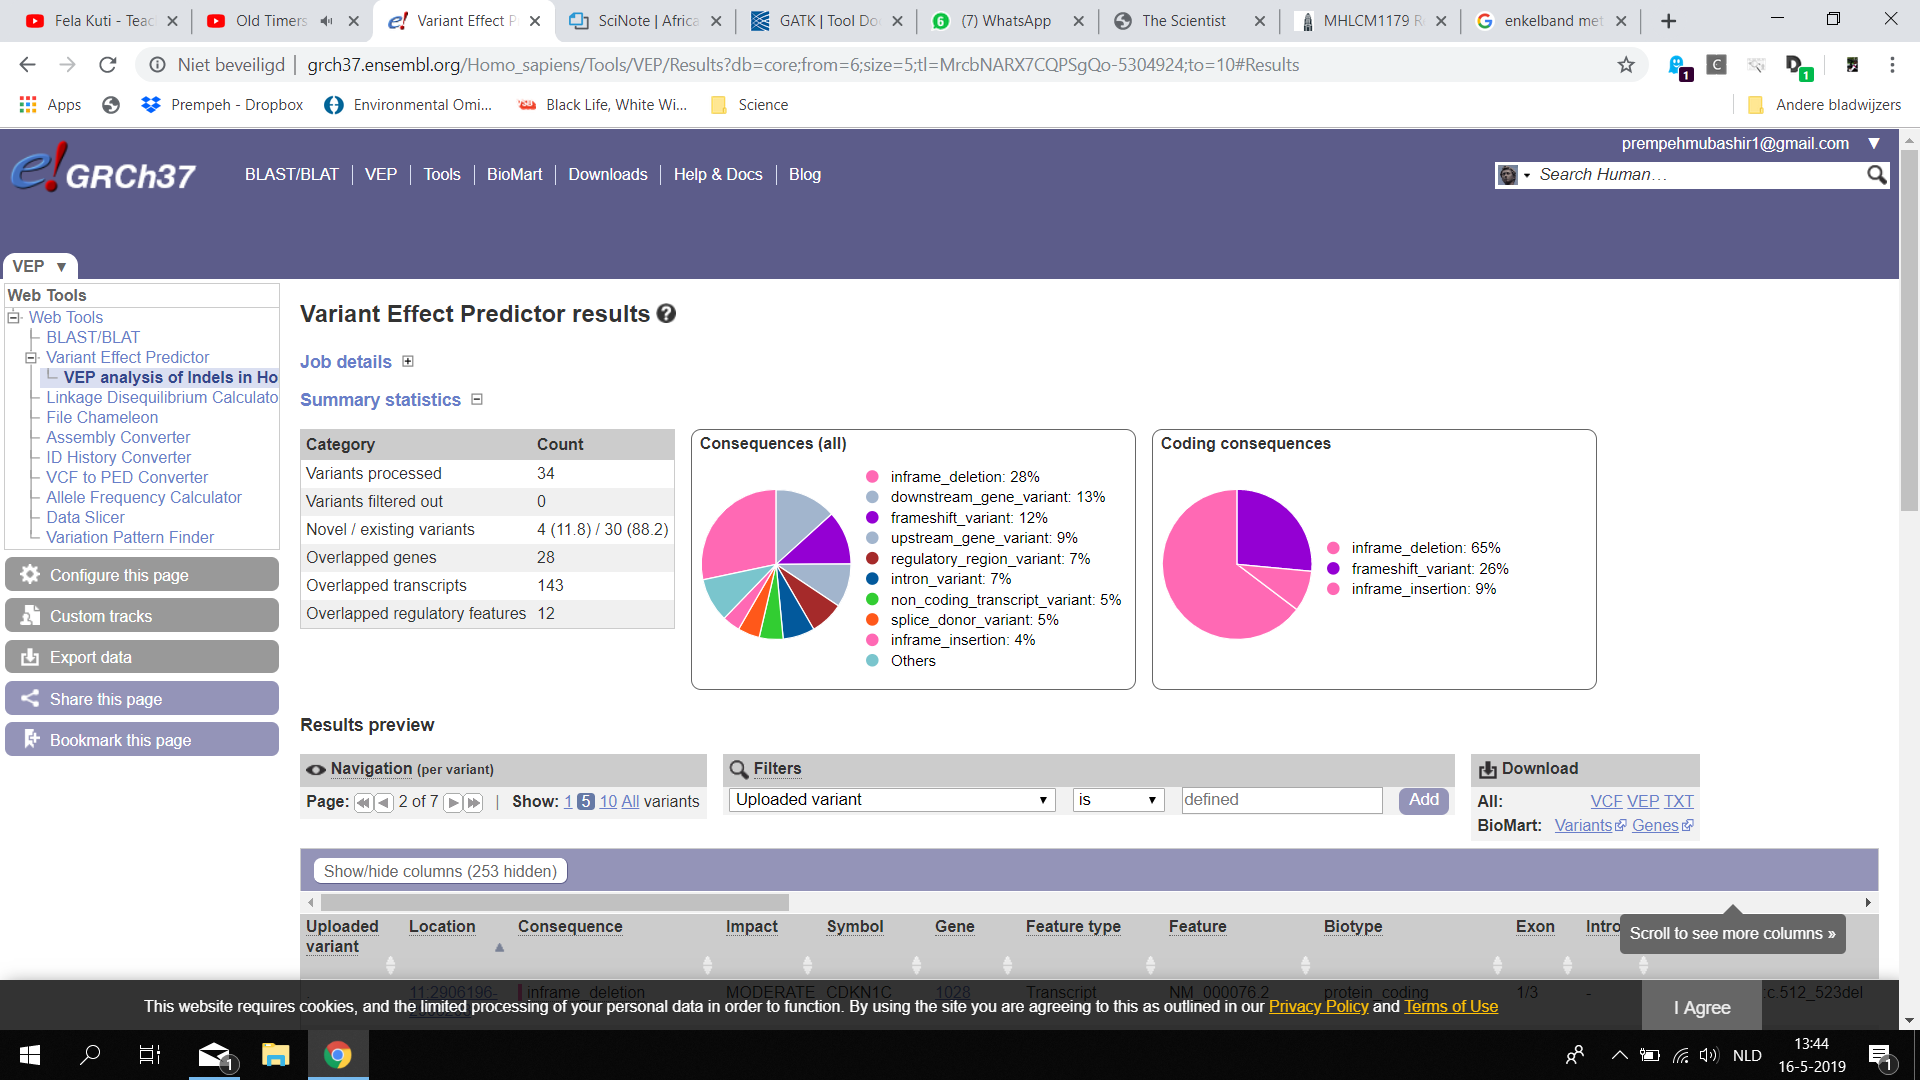 Fela Kuti - Teac
Old Timers
Variant Effect P
SciNote | Africa
GATK | Tool Do
(7) WhatsApp
The Scientist
MHLCM1179 R
enkelband met
Niet beveiligd | grch37.ensembl.org/Homo_sapiens/Tools/VEP/Results?db=core;from=6;size=5;tl=MrcbNARX7CQPSgQo-5304924;to=10#Results
Apps
Prempeh - Dropbox
Environmental Omi...
Black Life, White Wi...
Science
Andere bladwijzers
prempehmubashir1@gmail.com ▼
e! GRCh37
BLAST/BLAT | VEP | Tools | BioMart | Downloads | Help & Docs | Blog
Search Human…
VEP ▼
Web Tools
Web Tools
BLAST/BLAT
Variant Effect Predictor
VEP analysis of Indels in Ho
Linkage Disequilibrium Calculato
File Chameleon
Assembly Converter
ID History Converter
VCF to PED Converter
Allele Frequency Calculator
Data Slicer
Variation Pattern Finder
Configure this page
Custom tracks
Export data
Share this page
Bookmark this page
Variant Effect Predictor results
Job details
Summary statistics
Category Count
Variants processed 34
Variants filtered out 0
Novel / existing variants 4 (11.8) / 30 (88.2)
Overlapped genes 28
Overlapped transcripts 143
Overlapped regulatory features 12
Consequences (all)
inframe_deletion: 28%
downstream_gene_variant: 13%
frameshift_variant: 12%
upstream_gene_variant: 9%
regulatory_region_variant: 7%
intron_variant: 7%
non_coding_transcript_variant: 5%
splice_donor_variant: 5%
inframe_insertion: 4%
Others
Coding consequences
inframe_deletion: 65%
frameshift_variant: 26%
inframe_insertion: 9%
Results preview
Navigation (per variant)
Page: 2 of 7 | Show: 1 5 10 All variants
Filters
Uploaded variant is defined Add
Download
All: VCF VEP TXT
BioMart: Variants Genes
Show/hide columns (253 hidden)
Uploaded variant Location Consequence Impact Symbol Gene Feature type Feature Biotype Exon Intro
Scroll to see more columns »
11:2906196- inframe_deletion MODERATE CDKN1C 1028 Transcript NM_000076.2 protein_coding 1/3 - :c.512_523del
This website requires cookies, and the limited processing of your personal data in order to function. By using the site you are agreeing to this as outlined in our Privacy Policy and Terms of Use
I Agree
NLD
13:44
16-5-2019